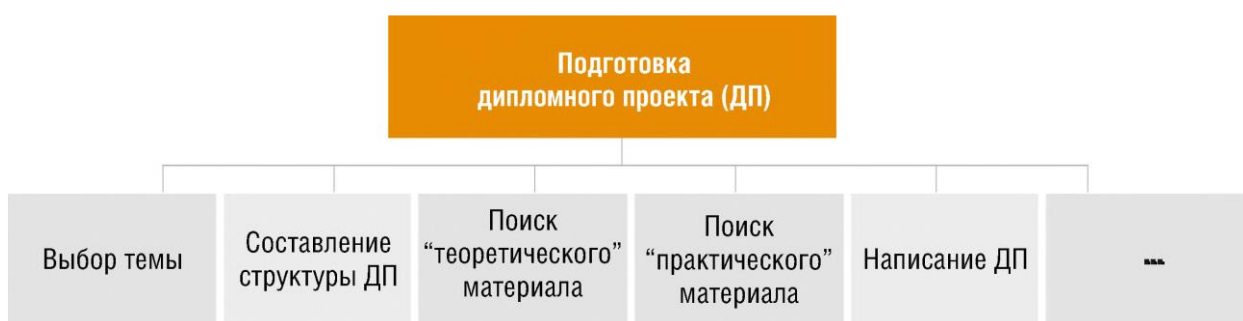 Подготовка
дипломного проекта (ДП)
Выбор темы
Составление
структуры ДП
Поиск
“теоретического”
материала
Поиск
“практического”
материала
Написание ДП
...